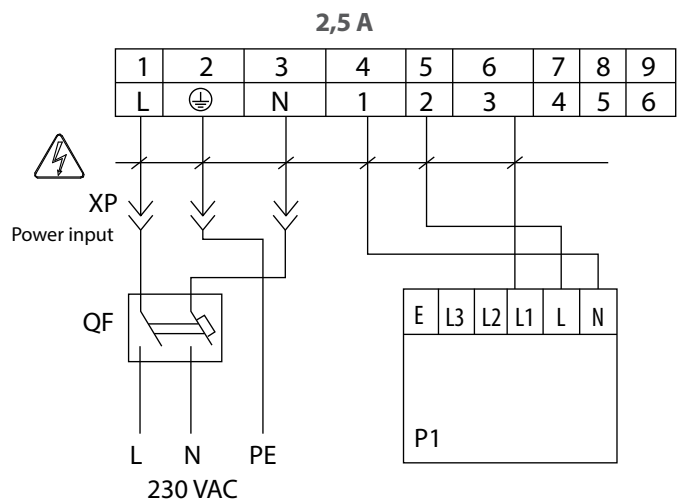 2,5 A
1 2 3 4 5 6 7 8 9
L N 1 2 3 4 5 6
XP
Power input
QF
E L3 L2 L1 L N
P1
L N PE
230 VAC